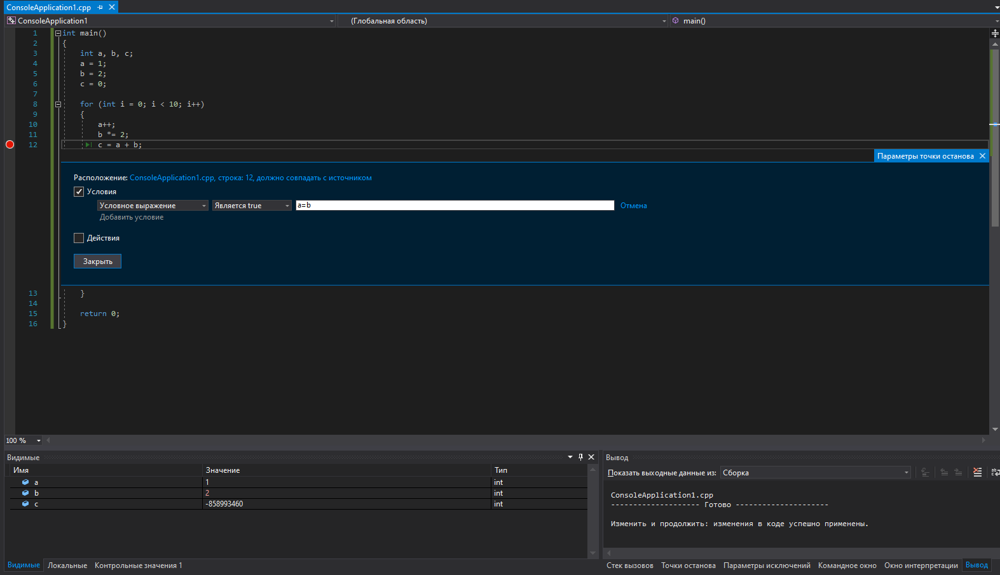 ConsoleApplication1.cpp
ConsoleApplication1
(Глобальная область)
main()
1 int main()
2 {
3 int a, b, c;
4 a = 1;
5 b = 2;
6 c = 0;
7
8 for (int i = 0; i < 10; i++)
9 {
10 a++;
11 b *= 2;
12 c = a + b;
Параметры точки останова
Расположение: ConsoleApplication1.cpp, строка: 12, должно совпадать с источником
Условия
Условное выражение Является true a=b Отмена
Добавить условие
Действия
Закрыть
13 }
14
15 return 0;
16 }
100 %
Видимые
Имя Значение Тип
a 1 int
b 2 int
c -858993460 int
Видимые Локальные Контрольные значения 1
Вывод
Показать выходные данные из: Сборка
ConsoleApplication1.cpp
-------------------- Готово ---------------------
Изменить и продолжить: изменения в коде успешно применены.
Стек вызовов Точки останова Параметры исключений Командное окно Окно интерпретации Вывод